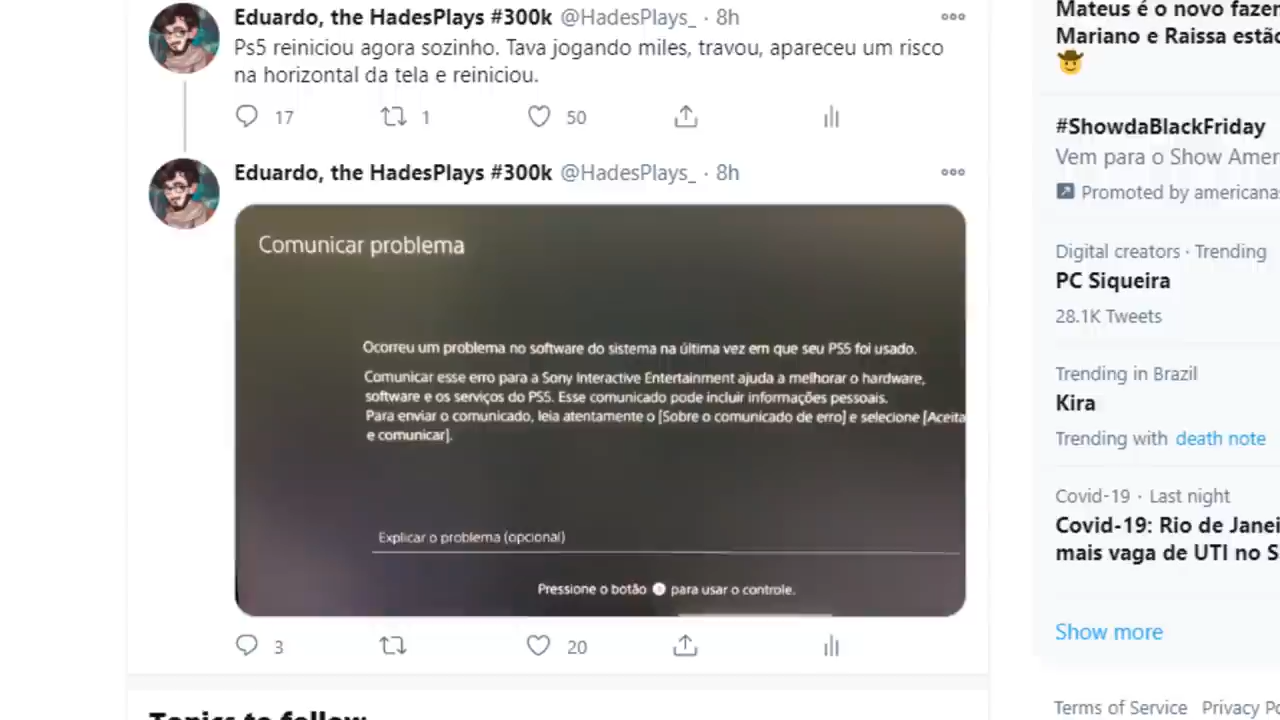 Eduardo, the HadesPlays #300k @HadesPlays_ · 8h
Ps5 reiniciou agora sozinho. Tava jogando miles, travou, apareceu um risco
na horizontal da tela e reiniciou.
17 1 50
Eduardo, the HadesPlays #300k @HadesPlays_ · 8h
Comunicar problema
Ocorreu um problema no software do sistema na última vez em que seu PS5 foi usado.
Comunicar esse erro para a Sony Interactive Entertainment ajuda a melhorar o hardware,
software e os serviços do PS5. Esse comunicado pode incluir informações pessoais.
Para enviar o comunicado, leia atentamente o [Sobre o comunicado de erro] e selecione [Aceita
e comunicar].
Explicar o problema (opcional)
Pressione o botão para usar o controle.
3 20
Topics to follow
Mateus é o novo fazen
Mariano e Raissa estão
#ShowdaBlackFriday
Vem para o Show Amer
Promoted by americanas
Digital creators · Trending
PC Siqueira
28.1K Tweets
Trending in Brazil
Kira
Trending with death note
Covid-19 · Last night
Covid-19: Rio de Janei
mais vaga de UTI no S
Show more
Terms of Service Privacy Po